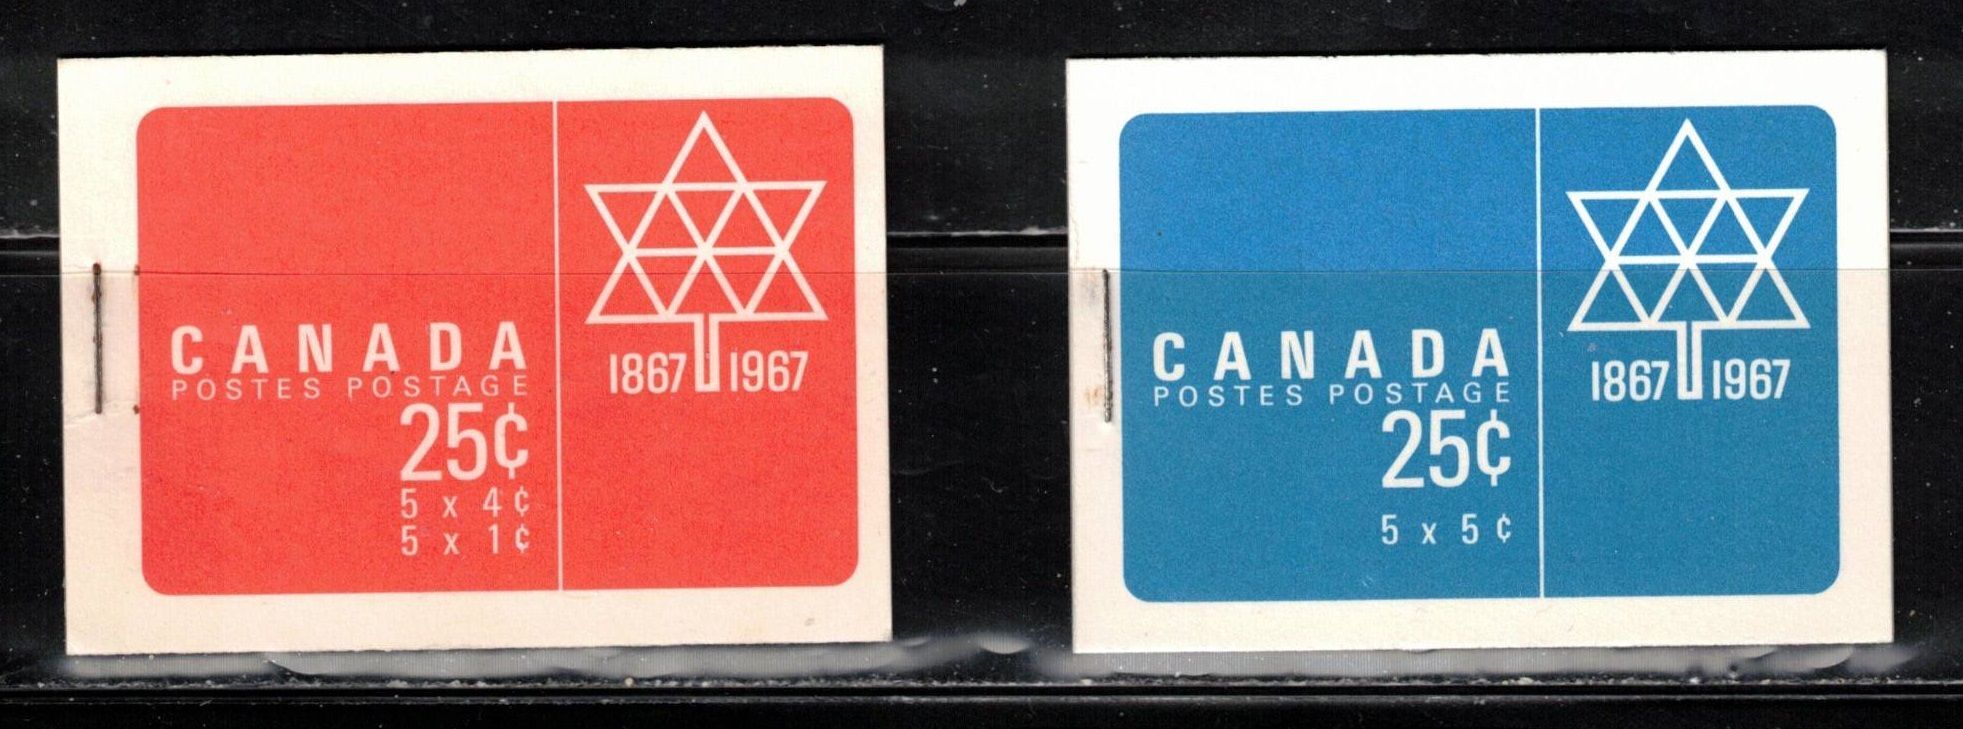 CANADA
POSTES POSTAGE
25¢
5 x 4¢
5 x 1¢
1867 1967
CANADA
POSTES POSTAGE
25¢
5 x 5¢
1867 1967